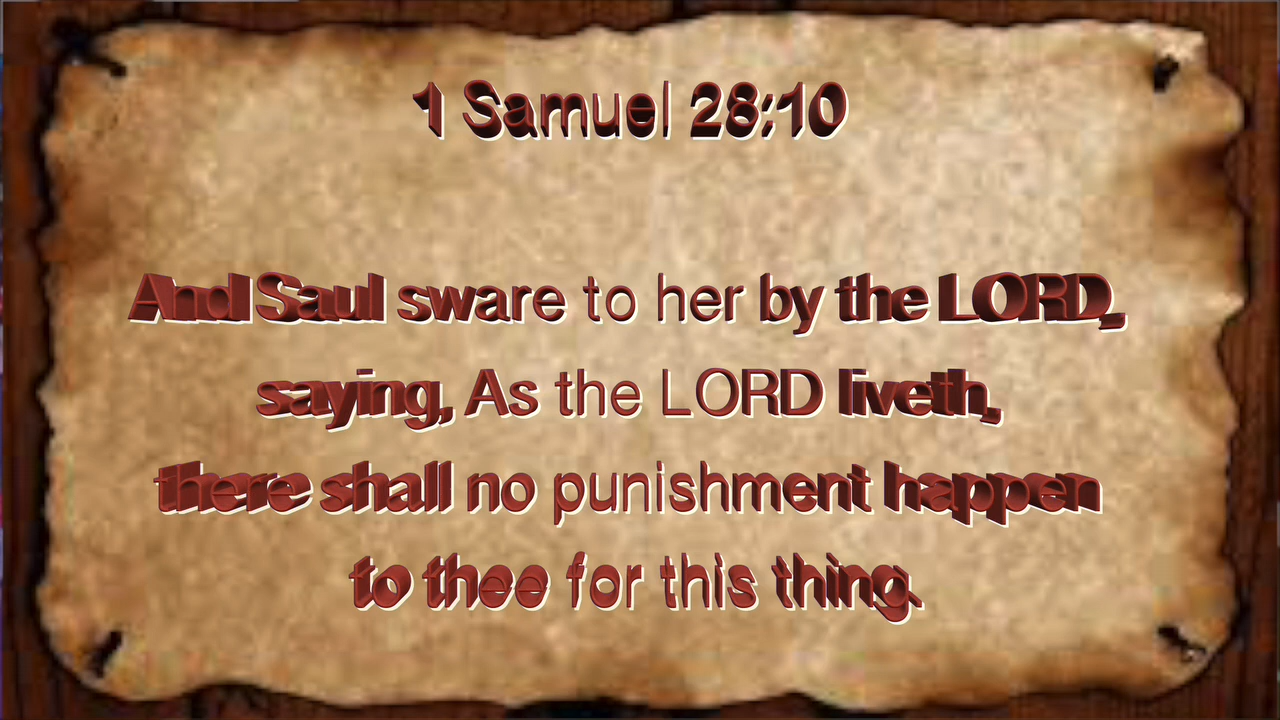 1 Samuel 28:10
And Saul sware to her by the LORD,
saying, As the LORD liveth,
there shall no punishment happen
to thee for this thing.